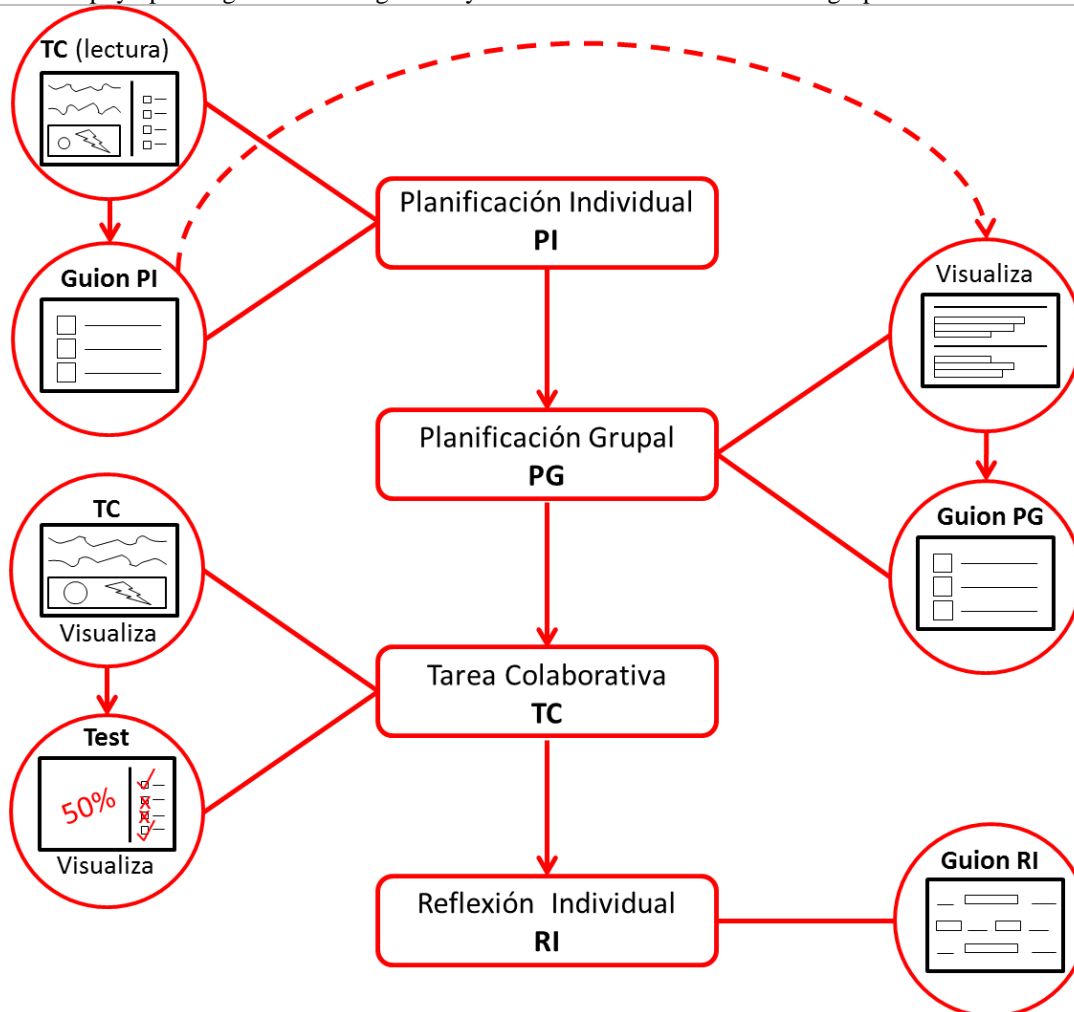 TC (lectura)
Guion PI
Planificación Individual
PI
Visualiza
Planificación Grupal
PG
Guion PG
TC
Visualiza
Tarea Colaborativa
TC
Test
50%
Visualiza
Reflexión Individual
RI
Guion RI